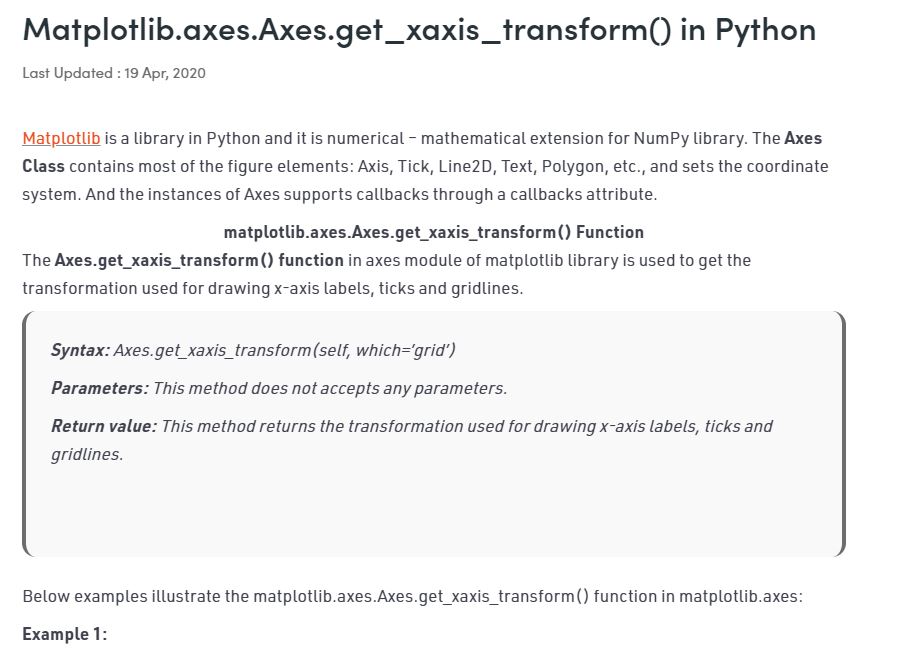 Matplotlib.axes.Axes.get_xaxis_transform() in Python
Last Updated : 19 Apr, 2020
Matplotlib is a library in Python and it is numerical – mathematical extension for NumPy library. The Axes
Class contains most of the figure elements: Axis, Tick, Line2D, Text, Polygon, etc., and sets the coordinate
system. And the instances of Axes supports callbacks through a callbacks attribute.
matplotlib.axes.Axes.get_xaxis_transform() Function
The Axes.get_xaxis_transform() function in axes module of matplotlib library is used to get the
transformation used for drawing x-axis labels, ticks and gridlines.
Syntax: Axes.get_xaxis_transform(self, which=’grid’)
Parameters: This method does not accepts any parameters.
Return value: This method returns the transformation used for drawing x-axis labels, ticks and
gridlines.
Below examples illustrate the matplotlib.axes.Axes.get_xaxis_transform() function in matplotlib.axes:
Example 1: